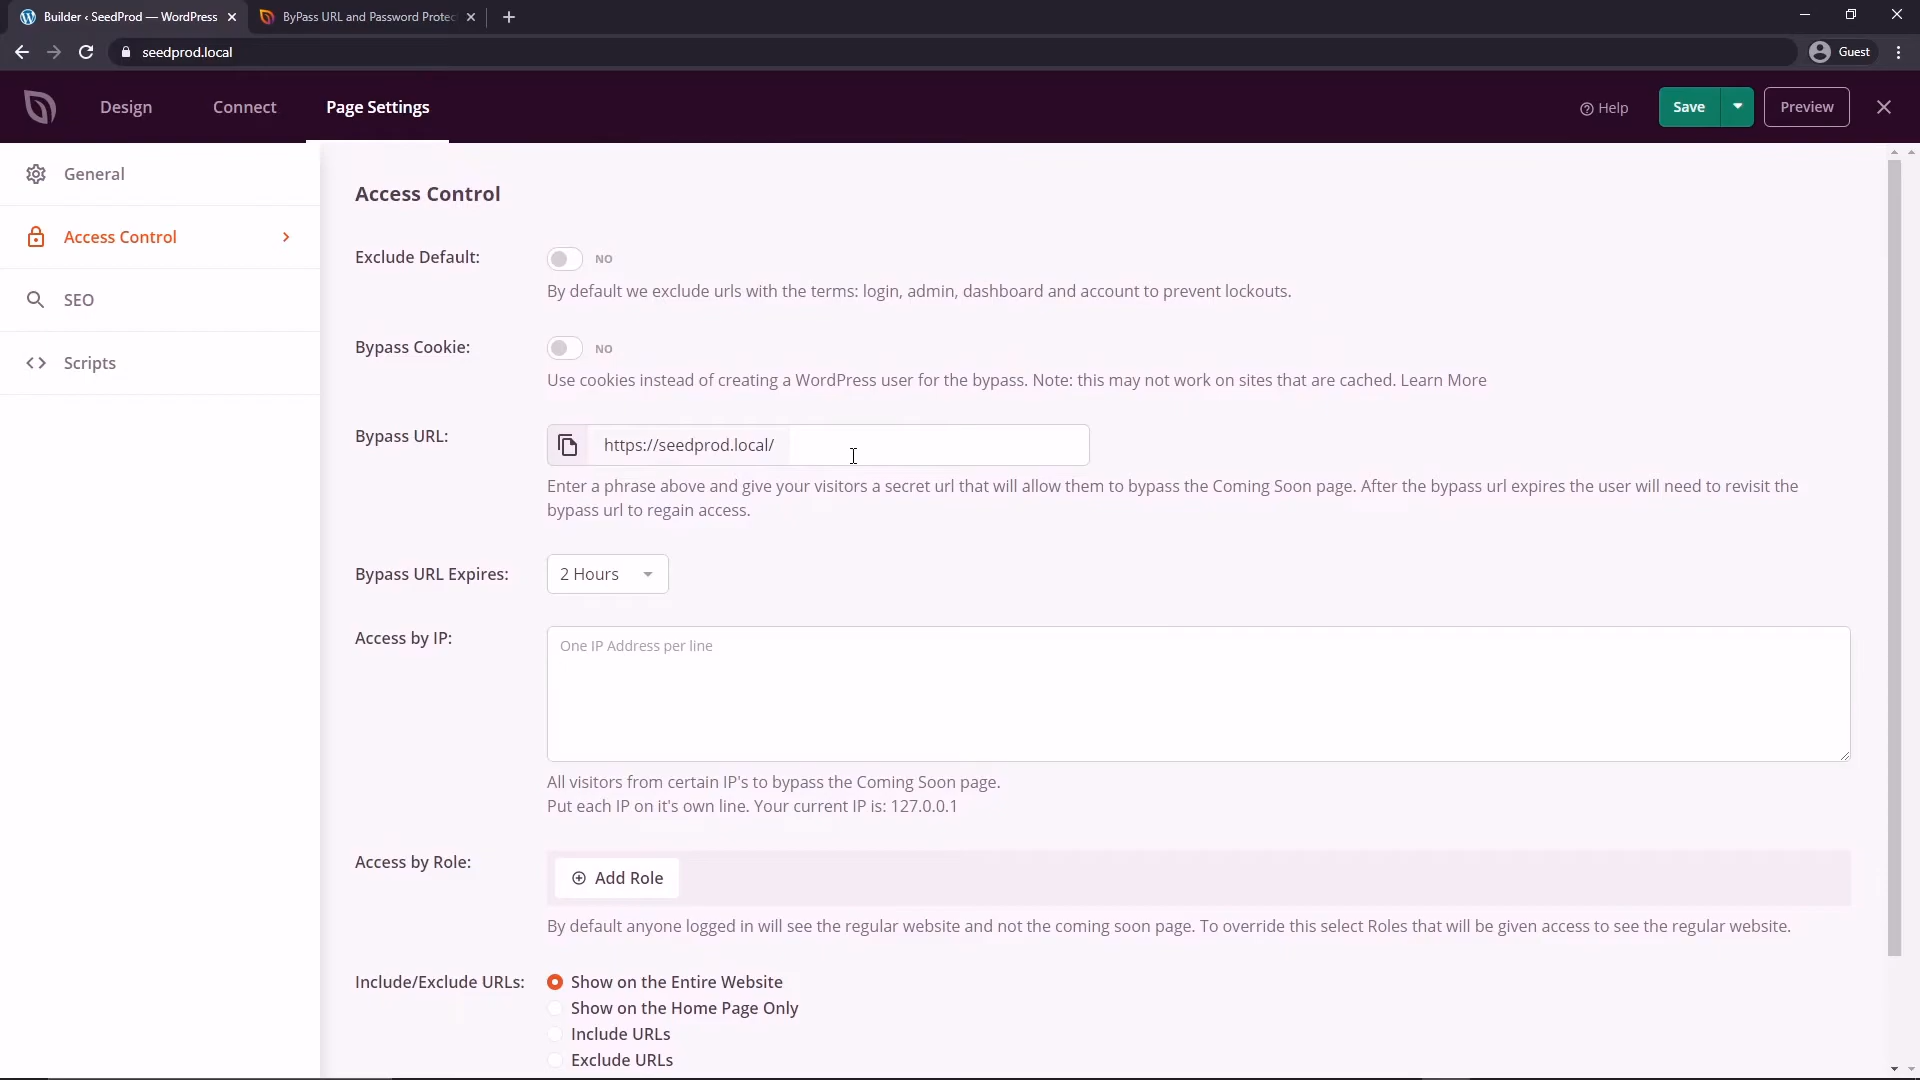 Builder ‹ SeedProd — WordPress
ByPass URL and Password Protec
seedprod.local
Guest
Design
Connect
Page Settings
Help
Save
Preview
General
Access Control
SEO
Scripts
Access Control
Exclude Default:
NO
By default we exclude urls with the terms: login, admin, dashboard and account to prevent lockouts.
Bypass Cookie:
NO
Use cookies instead of creating a WordPress user for the bypass. Note: this may not work on sites that are cached. Learn More
Bypass URL:
https://seedprod.local/
Enter a phrase above and give your visitors a secret url that will allow them to bypass the Coming Soon page. After the bypass url expires the user will need to revisit the
bypass url to regain access.
Bypass URL Expires:
2 Hours
Access by IP:
One IP Address per line
All visitors from certain IP's to bypass the Coming Soon page.
Put each IP on it's own line. Your current IP is: 127.0.0.1
Access by Role:
Add Role
By default anyone logged in will see the regular website and not the coming soon page. To override this select Roles that will be given access to see the regular website.
Include/Exclude URLs:
Show on the Entire Website
Show on the Home Page Only
Include URLs
Exclude URLs